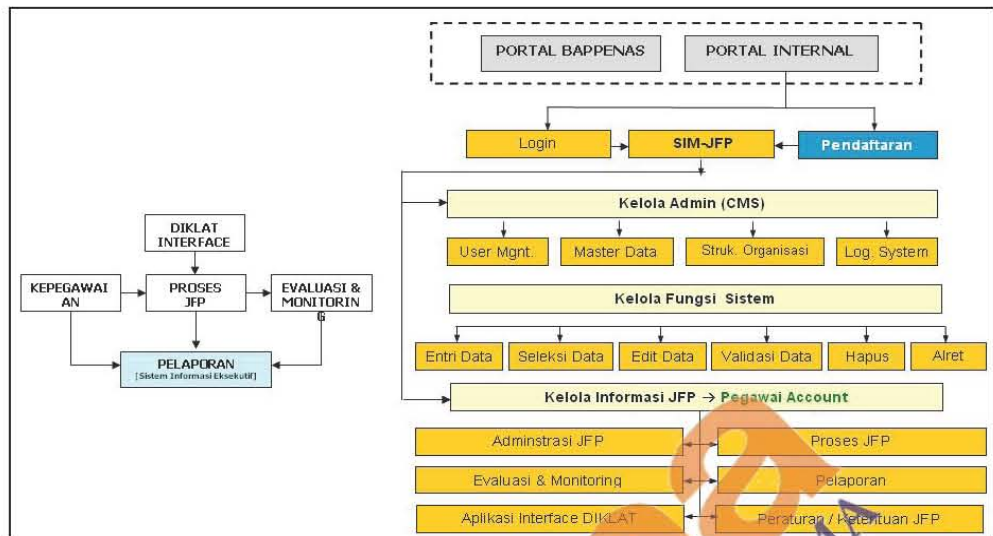 PORTAL BAPPENAS
PORTAL INTERNAL
Login
SIM-JFP
Pendaftaran
Kelola Admin (CMS)
User Mgnt.
Master Data
Struk. Organisasi
Log. System
Kelola Fungsi Sistem
Entri Data
Seleksi Data
Edit Data
Validasi Data
Hapus
Alret
Kelola Informasi JFP → Pegawai Account
Adminstrasi JFP
Proses JFP
Evaluasi & Monitoring
Pelaporan
Aplikasi Interface DIKLAT
Peraturan / Ketentuan JFP
DIKLAT
INTERFACE
KEPEGAWAI
AN
PROSES
JFP
EVALUASI &
MONITORIN
G
PELAPORAN
[Sistem Informasi Eksekutif]